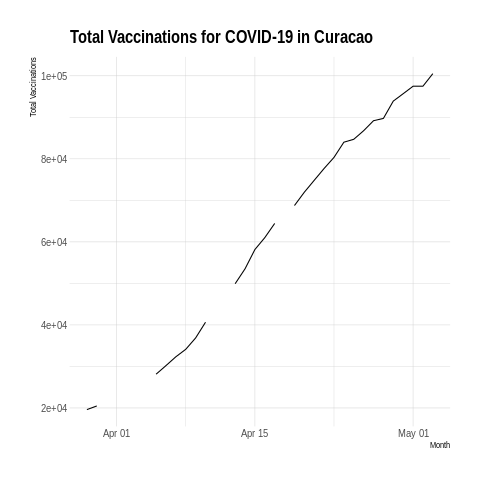 Total Vaccinations for COVID-19 in Curacao
Total Vaccinations
1e+05
8e+04
6e+04
4e+04
2e+04
Apr 01 Apr 15 May 01
Month